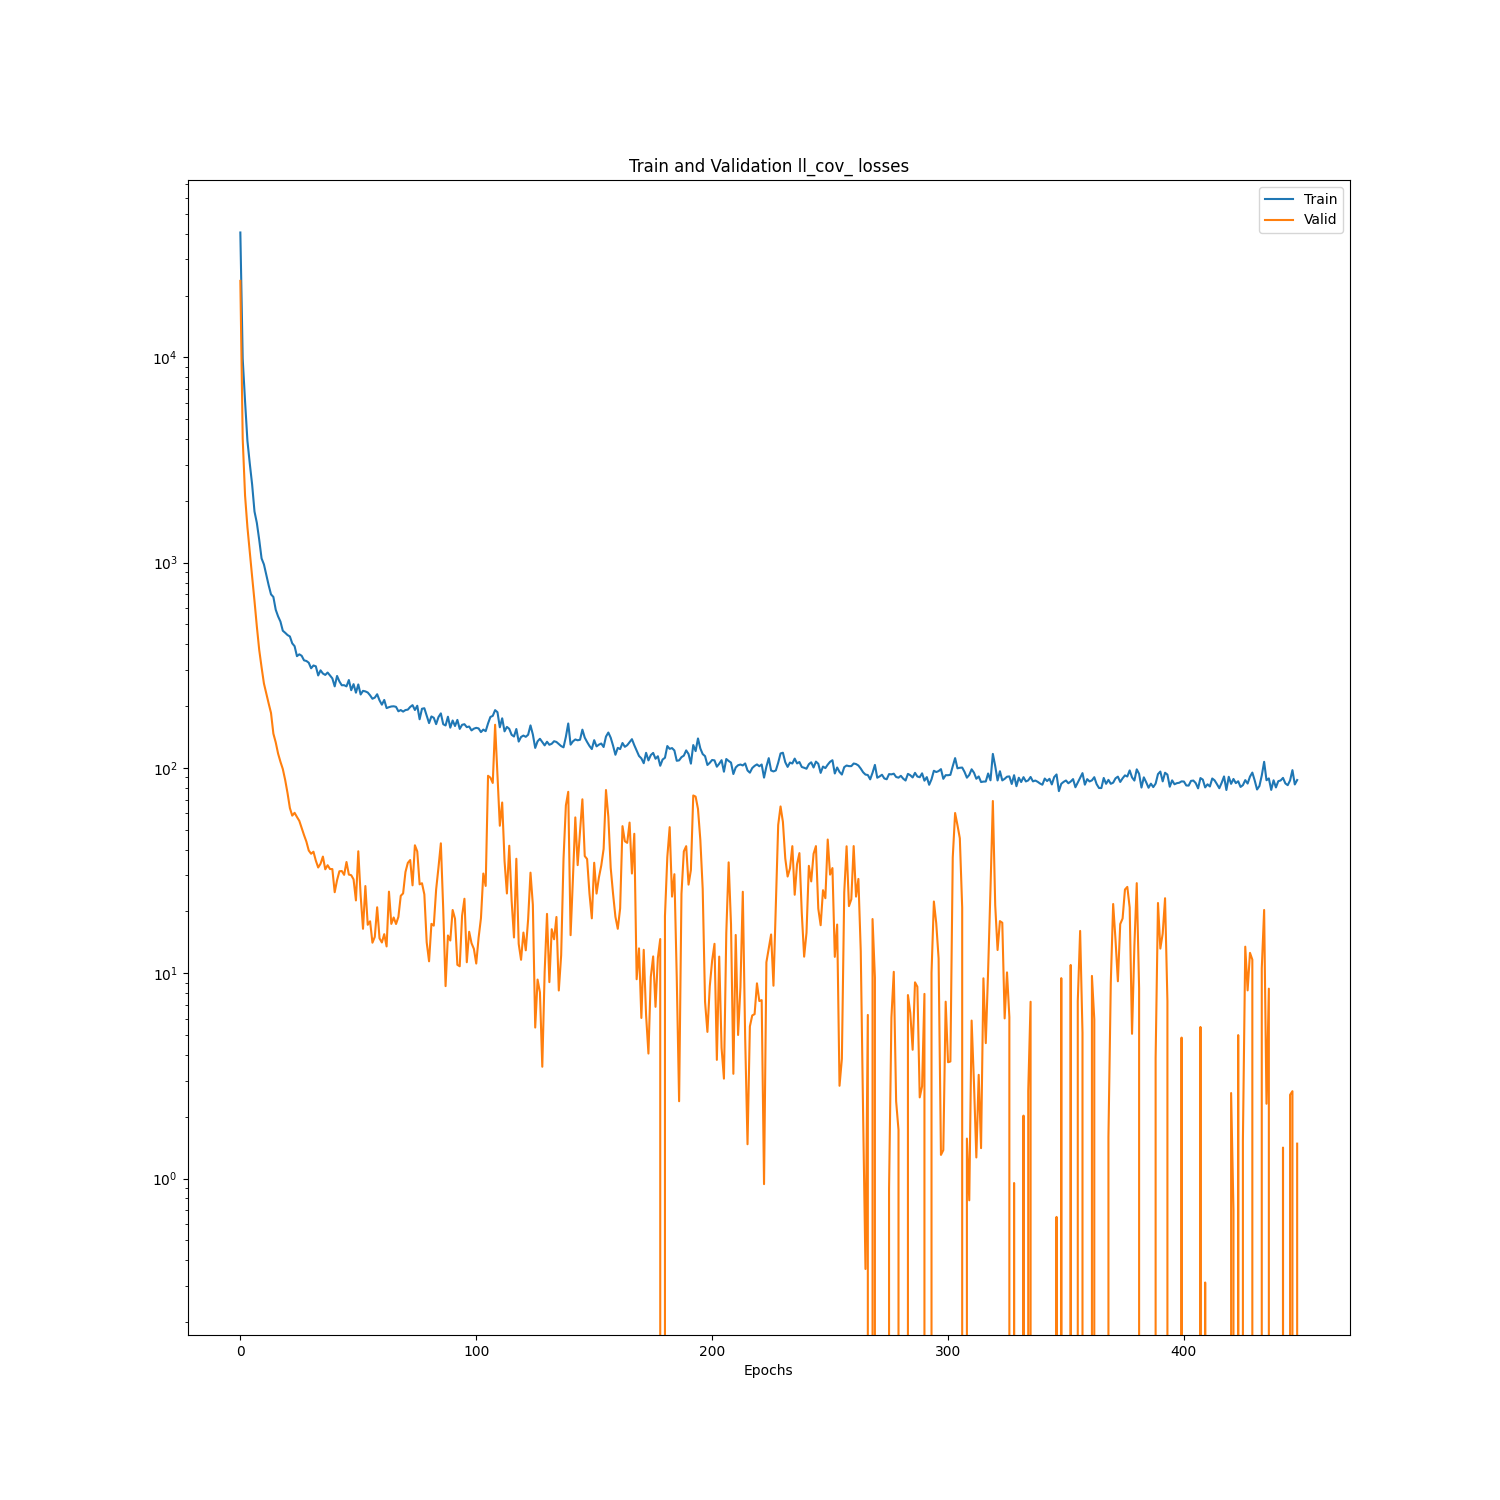 Train and Validation ll_cov_ losses
Train
Valid
10^4
10^3
10^2
10^1
10^0
0 100 200 300 400
Epochs